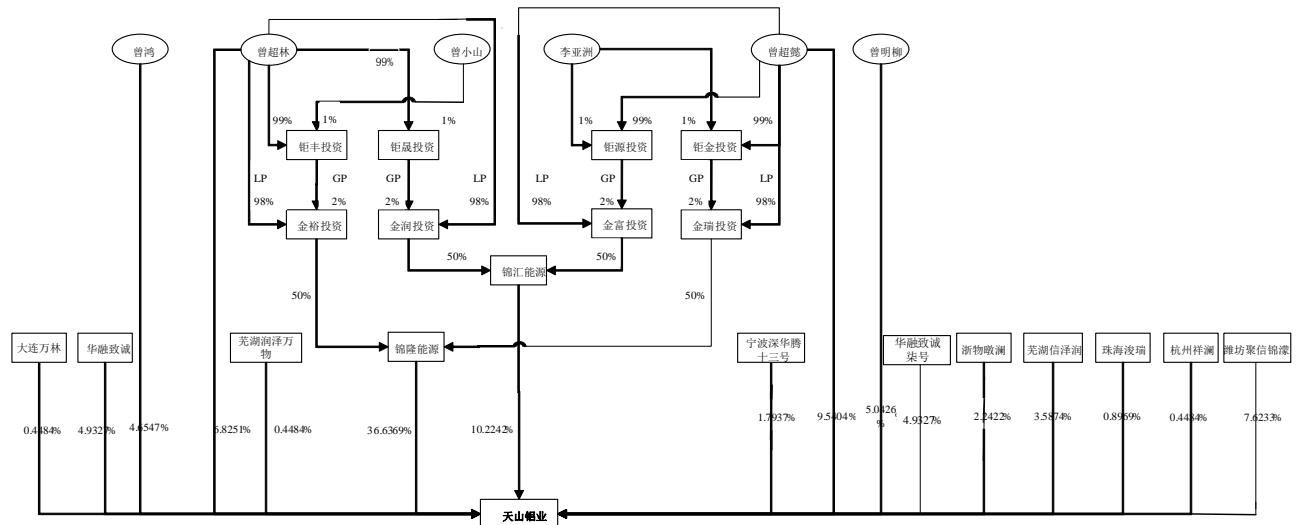 曾鸿
曾超林
曾小山
李亚洲
曾超懿
曾明柳
99%
99%
1%
1%
1%
99%
1%
99%
钜丰投资
钜晟投资
钜源投资
钜金投资
LP
GP
GP
LP
LP
GP
GP
LP
98%
2%
2%
98%
98%
2%
2%
98%
金裕投资
金润投资
金富投资
金瑞投资
50%
50%
锦汇能源
50%
50%
大连万林
华融致诚
芜湖润泽万
物
锦隆能源
宁波深华腾
十三号
华融致诚
柒号
浙物暾澜
芜湖信泽润
珠海浚瑞
杭州祥澜
潍坊聚信锦濛
0.4484%
4.9327%
4.6547%
6.8251%
0.4484%
36.6369%
10.2242%
1.7937%
9.5404%
5.0426
%
4.9327%
2.2422%
3.5874%
0.8969%
0.4484%
7.6233%
天山铝业